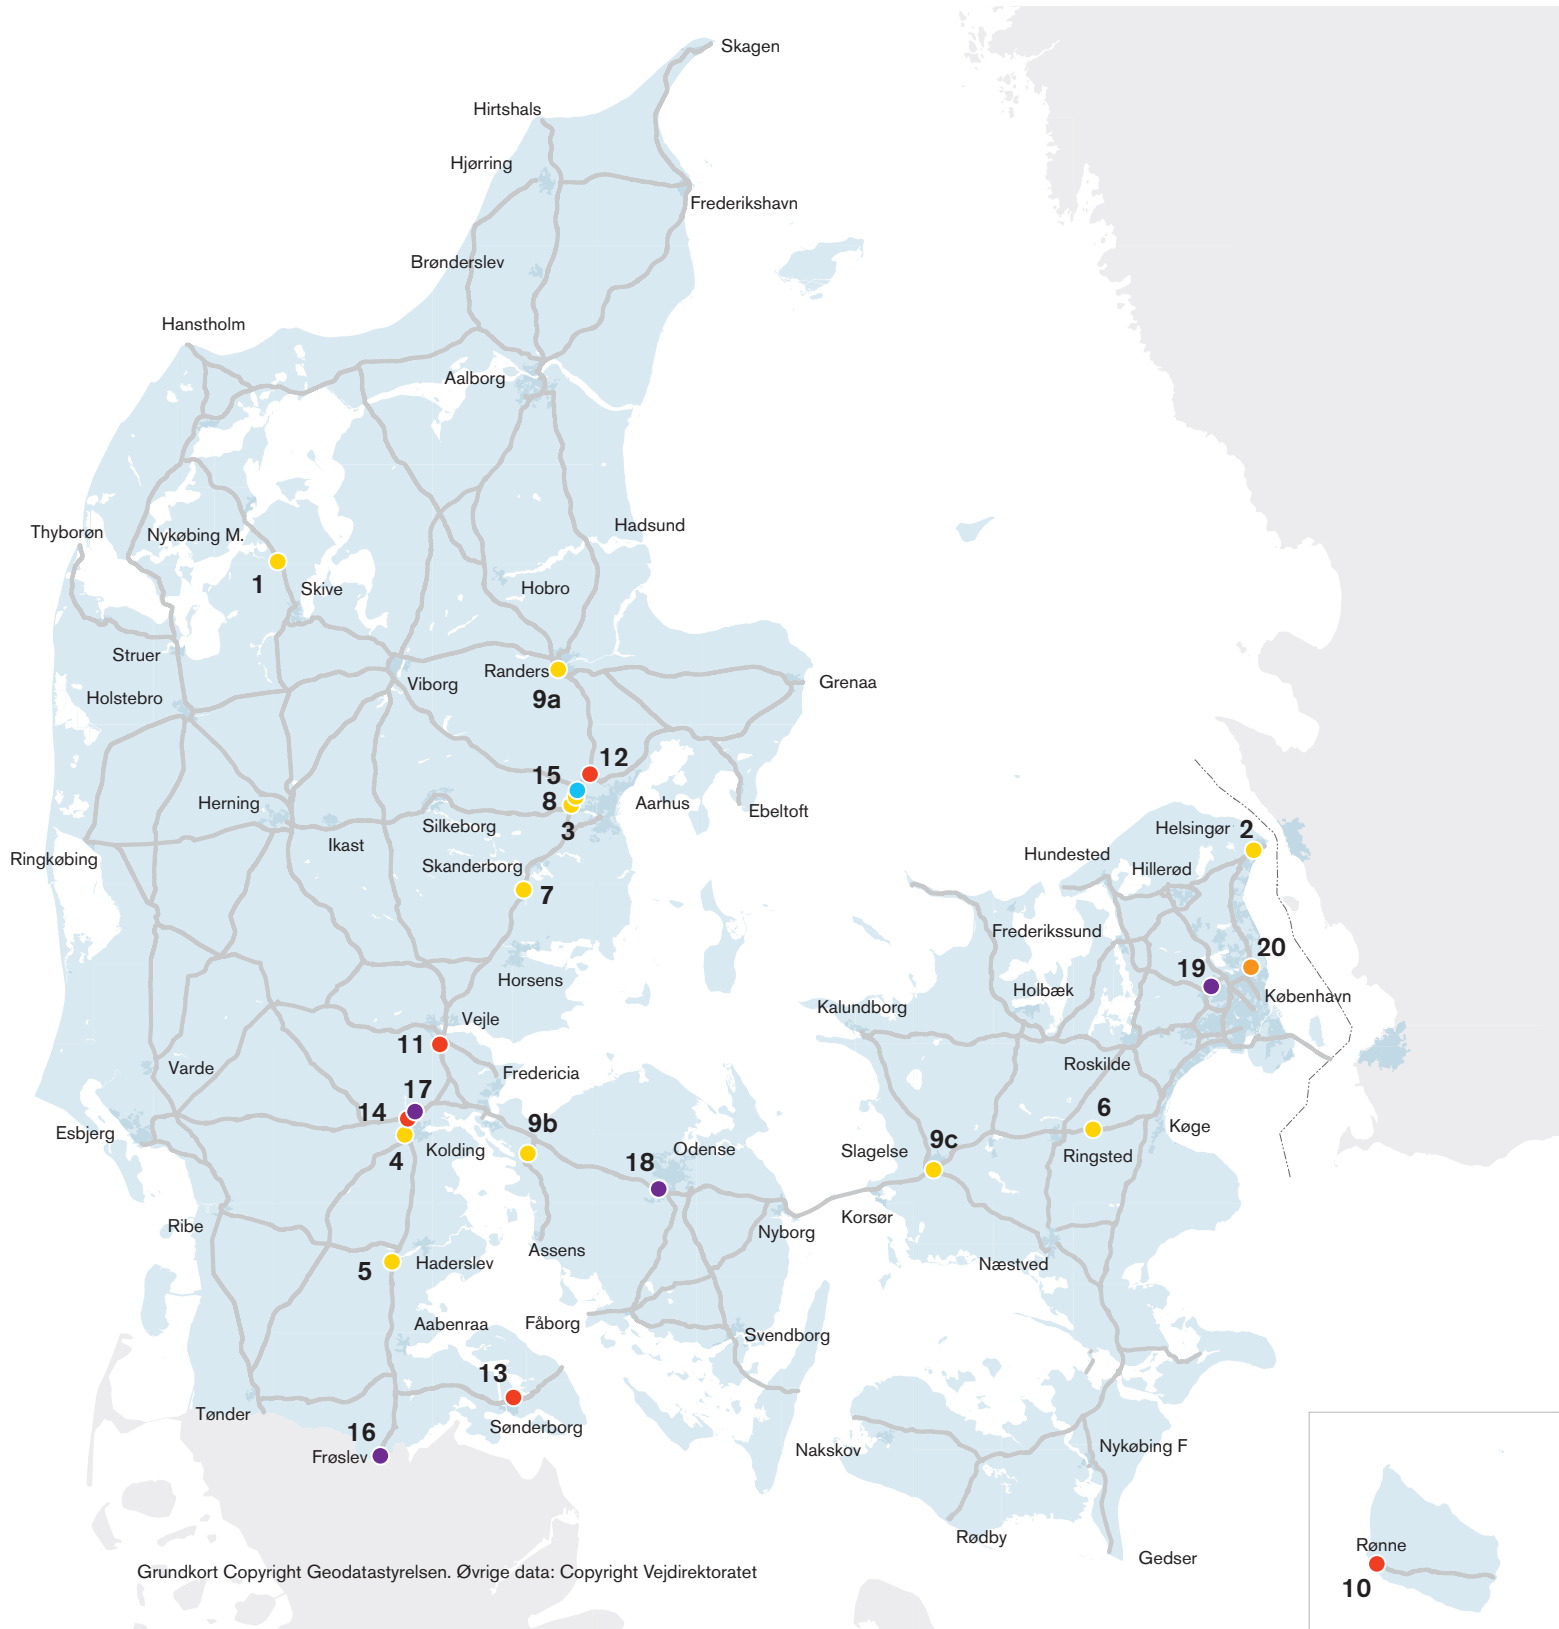 Skagen
Hirtshals
Hjørring
Frederikshavn
Brønderslev
Hanstholm
Aalborg
Hadsund
Thyborøn
Nykøbing M.
1
Skive
Hobro
Struer
Randers
Viborg
Grenaa
Holstebro
9a
12
15
8
Herning
Aarhus
Ebeltoft
Silkeborg
3
Helsingør
2
Ikast
Ringkøbing
Hundested
Skanderborg
Hillerød
7
Frederikssund
20
19
Horsens
Holbæk
København
Kalundborg
Vejle
11
Varde
Roskilde
Fredericia
17
14
6
Esbjerg
9b
Køge
Kolding
4
Odense
18
Slagelse
9c
Ringsted
Ribe
Korsør
Nyborg
Assens
Haderslev
5
Næstved
Aabenraa
Fåborg
Svendborg
13
Tønder
Sønderborg
16
Frøslev
Nakskov
Nykøbing F
Rødby
Gedser
Rønne
10
Grundkort Copyright Geodatastyrelsen. Øvrige data: Copyright Vejdirektoratet